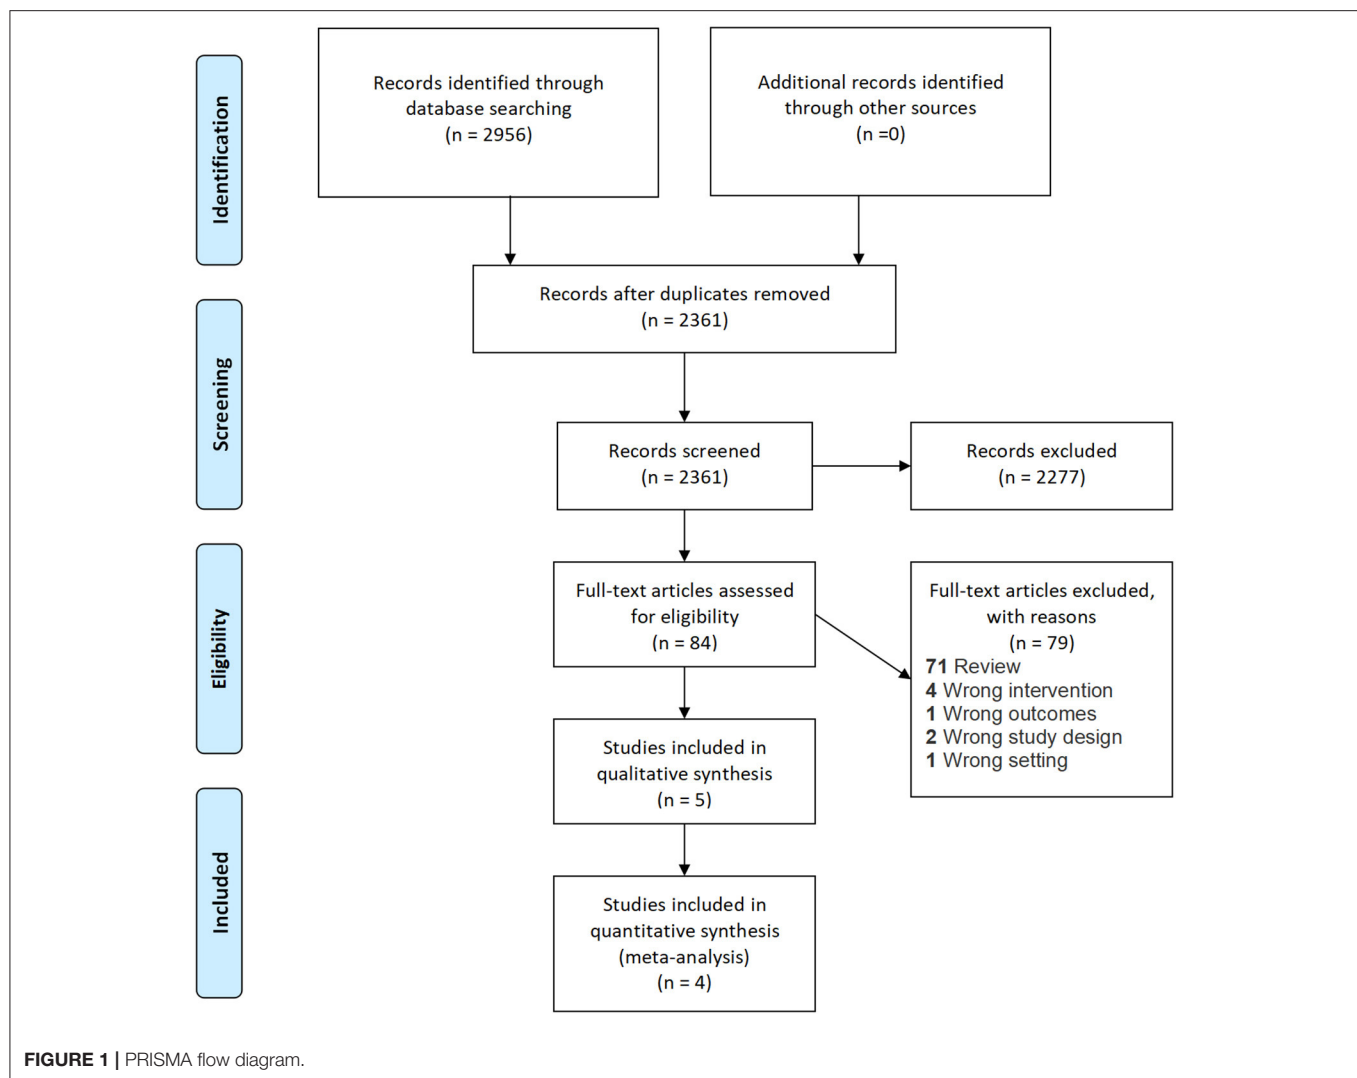 Identification
Records identified through
database searching
(n = 2956)
Additional records identified
through other sources
(n =0)
Records after duplicates removed
(n = 2361)
Screening
Records screened
(n = 2361)
Records excluded
(n = 2277)
Eligibility
Full-text articles assessed
for eligibility
(n = 84)
Full-text articles excluded,
with reasons
(n = 79)
71 Review
4 Wrong intervention
1 Wrong outcomes
2 Wrong study design
1 Wrong setting
Studies included in
qualitative synthesis
(n = 5)
Included
Studies included in
quantitative synthesis
(meta-analysis)
(n = 4)
FIGURE 1 | PRISMA flow diagram.